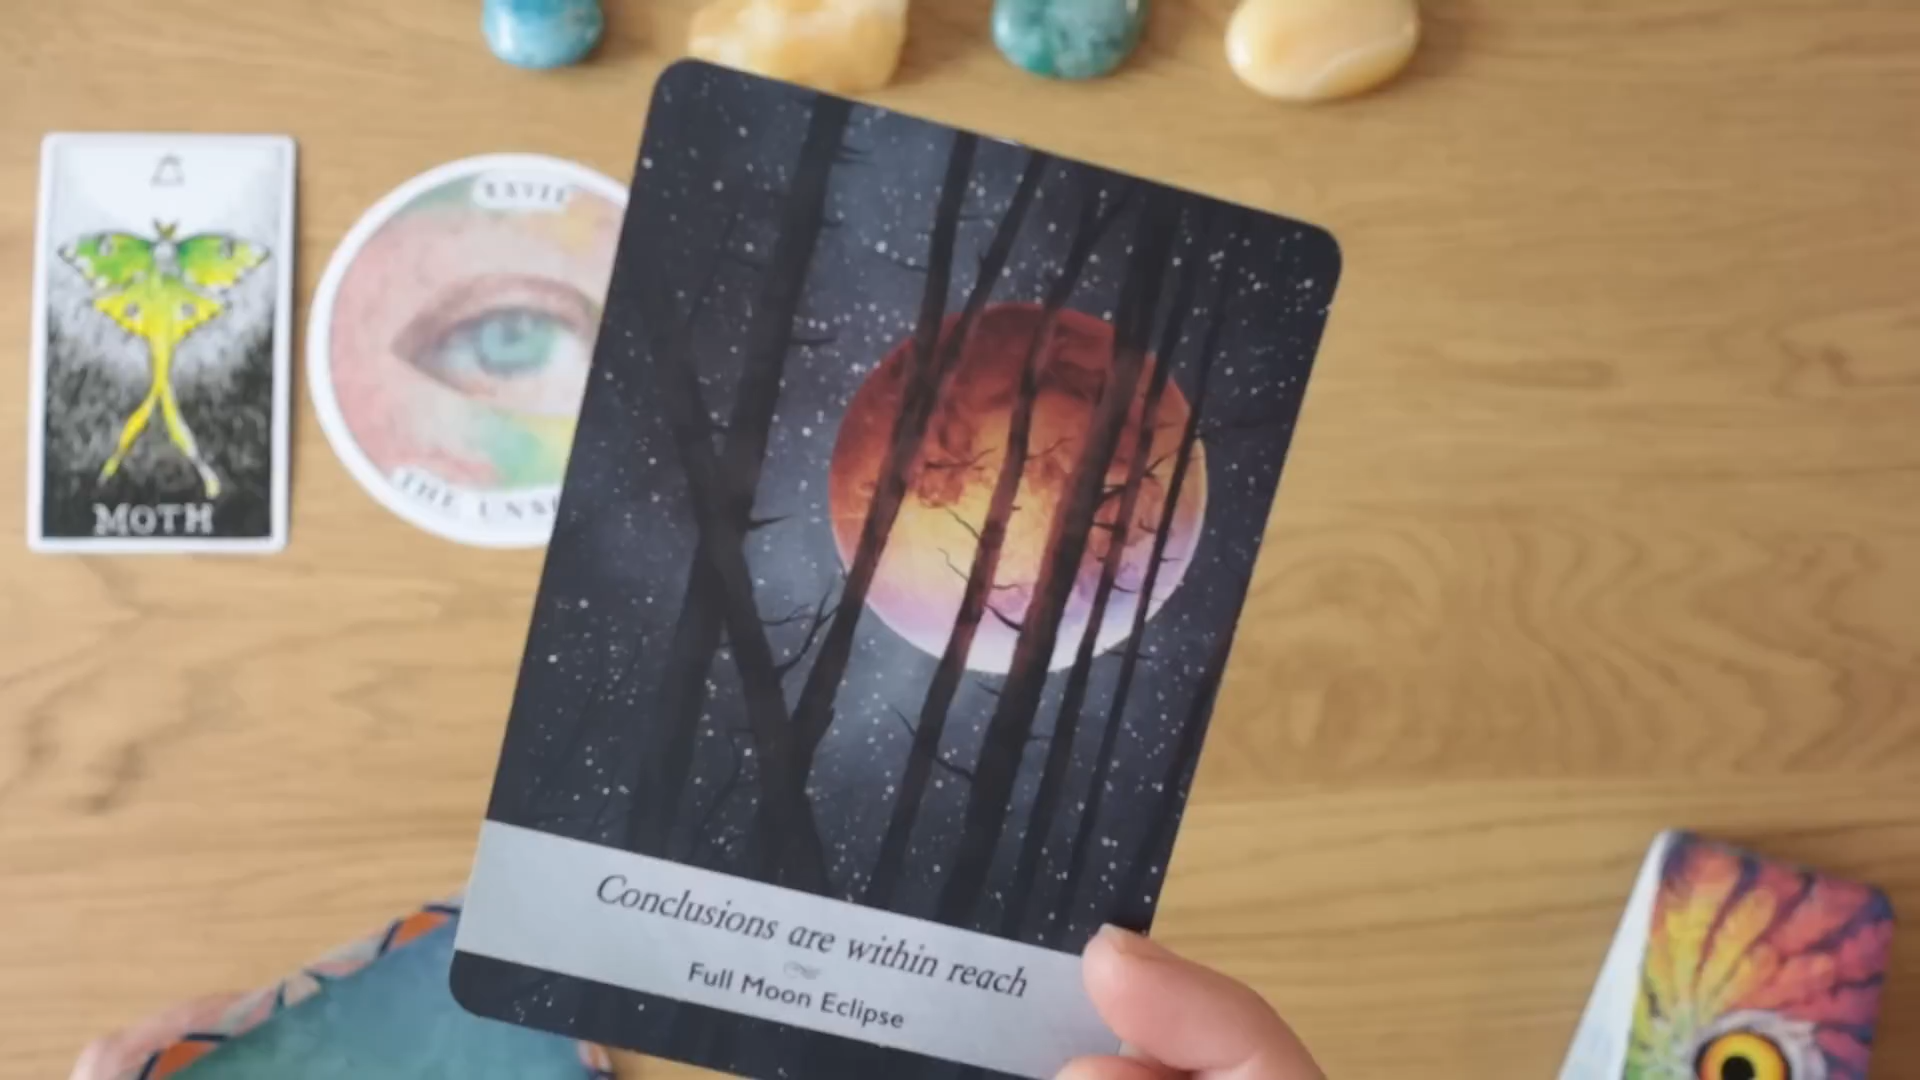 MOTH
XXVII
THE
Conclusions are within reach
Full Moon Eclipse